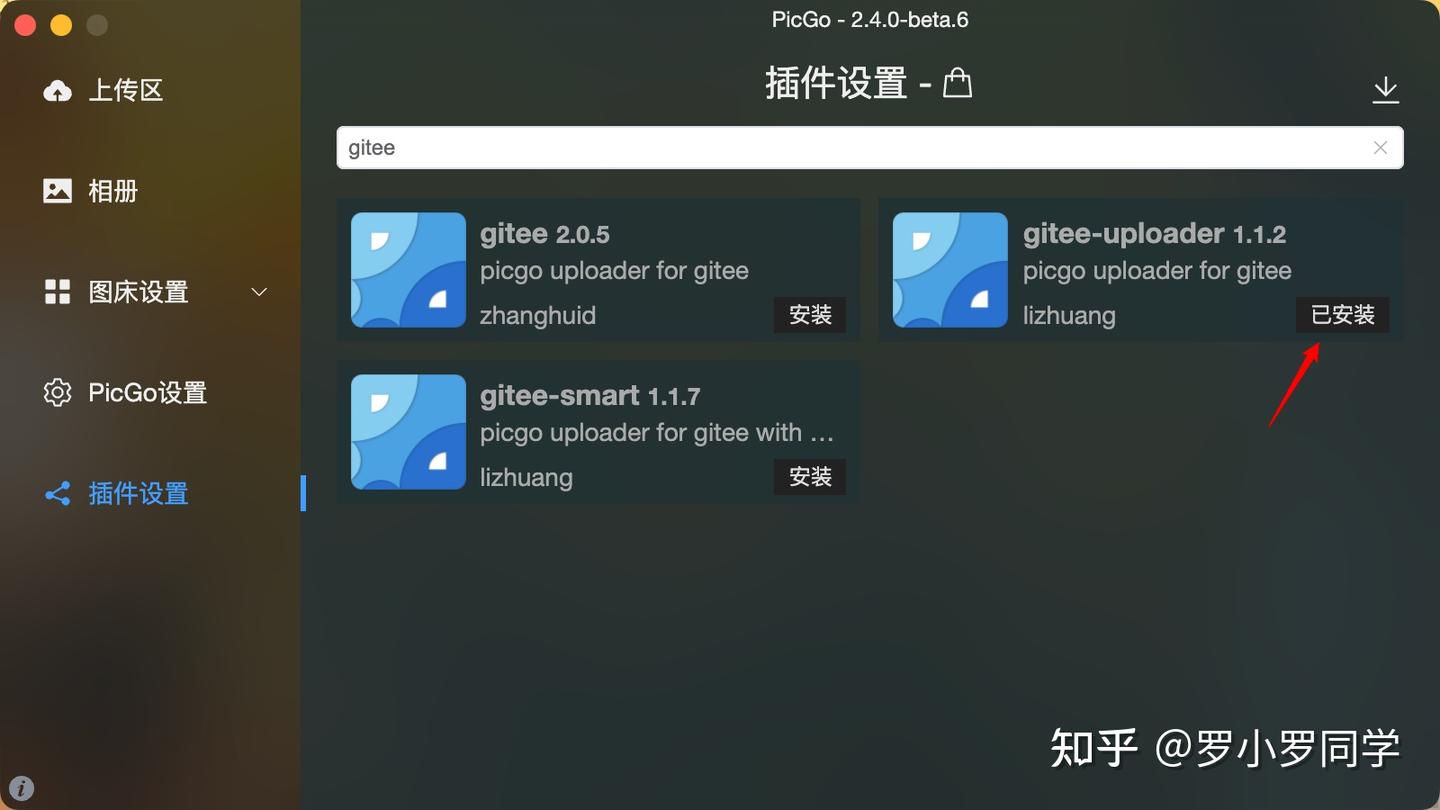 PicGo - 2.4.0-beta.6
上传区
相册
图床设置
PicGo设置
插件设置
插件设置 -
gitee
gitee 2.0.5
picgo uploader for gitee
zhanghuid
安装
gitee-uploader 1.1.2
picgo uploader for gitee
lizhuang
已安装
gitee-smart 1.1.7
picgo uploader for gitee with …
lizhuang
安装
知乎 @罗小罗同学